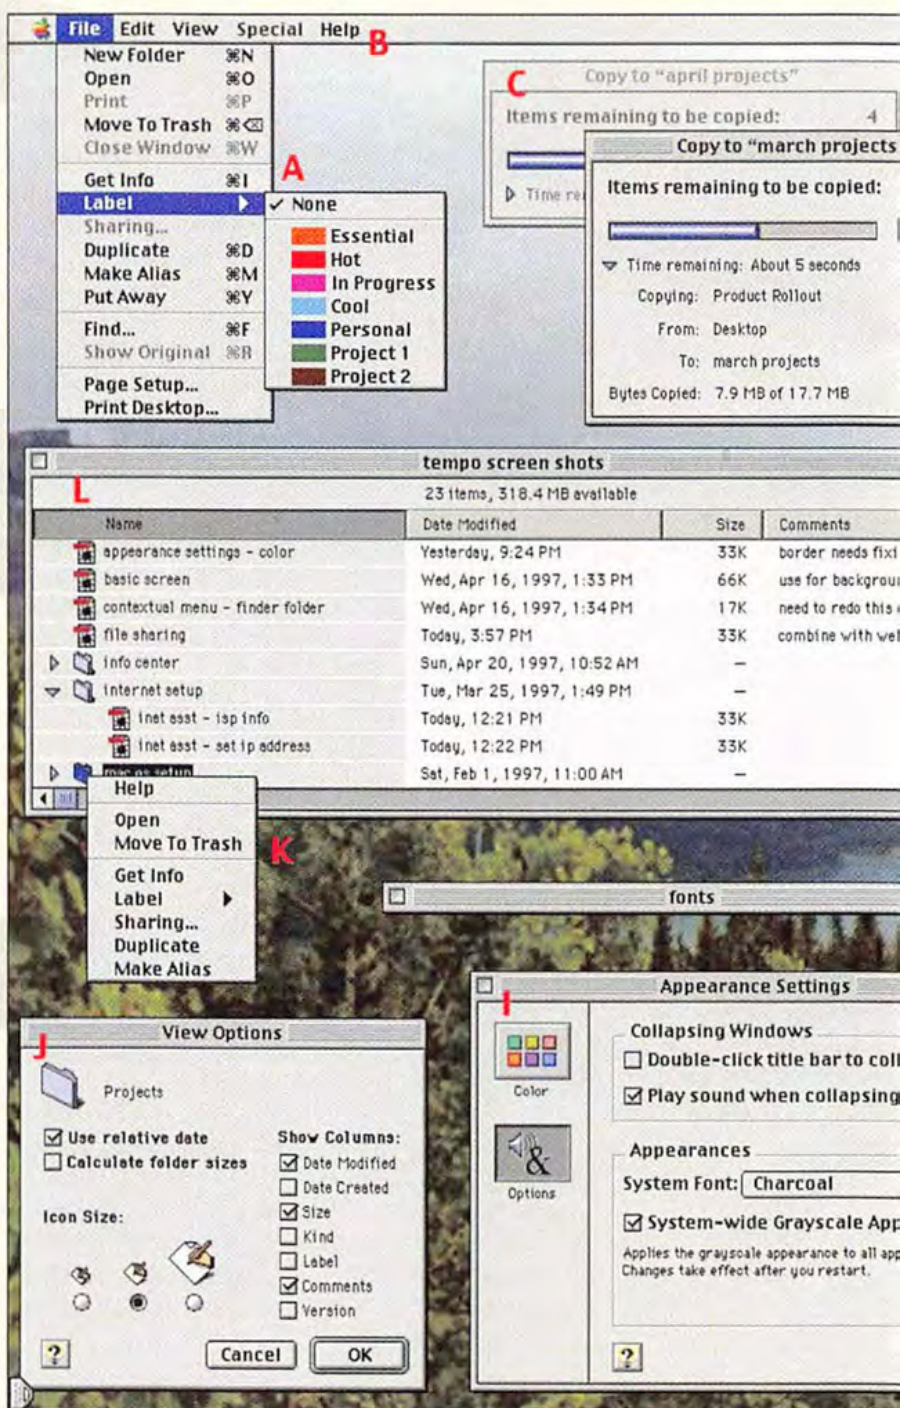 File Edit View Special Help
B
New Folder ⌘N
Open ⌘O
Print ⌘P
Move To Trash ⌘⌫
Close Window ⌘W
Get Info ⌘I
Label
Sharing...
Duplicate ⌘D
Make Alias ⌘M
Put Away ⌘Y
Find... ⌘F
Show Original ⌘R
Page Setup...
Print Desktop...
A
✓ None
Essential
Hot
In Progress
Cool
Personal
Project 1
Project 2
C
Copy to "april projects"
Items remaining to be copied: 4
Time re
Copy to "march projects
Items remaining to be copied:
Time remaining: About 5 seconds
Copying: Product Rollout
From: Desktop
To: march projects
Bytes Copied: 7.9 MB of 17.7 MB
tempo screen shots
L
23 items, 318.4 MB available
Name Date Modified Size Comments
appearance settings - color Yesterday, 9:24 PM 33K border needs fixi
basic screen Wed, Apr 16, 1997, 1:33 PM 66K use for backgrou
contextual menu - finder folder Wed, Apr 16, 1997, 1:34 PM 17K need to redo this
file sharing Today, 3:57 PM 33K combine with wel
info center Sun, Apr 20, 1997, 10:52 AM –
internet setup Tue, Mar 25, 1997, 1:49 PM –
inet asst - isp info Today, 12:21 PM 33K
inet asst - set ip address Today, 12:22 PM 33K
mac os setup Sat, Feb 1, 1997, 11:00 AM –
Help
Open
Move To Trash
Get Info
Label
Sharing...
Duplicate
Make Alias
K
fonts
View Options
J
Projects
Use relative date
Calculate folder sizes
Icon Size:
Show Columns:
Date Modified
Date Created
Size
Kind
Label
Comments
Version
?
Cancel
OK
Appearance Settings
I
Color
&
Options
Collapsing Windows
Double-click title bar to coll
Play sound when collapsing
Appearances
System Font: Charcoal
System-wide Grayscale App
Applies the grayscale appearance to all app
Changes take effect after you restart.
?